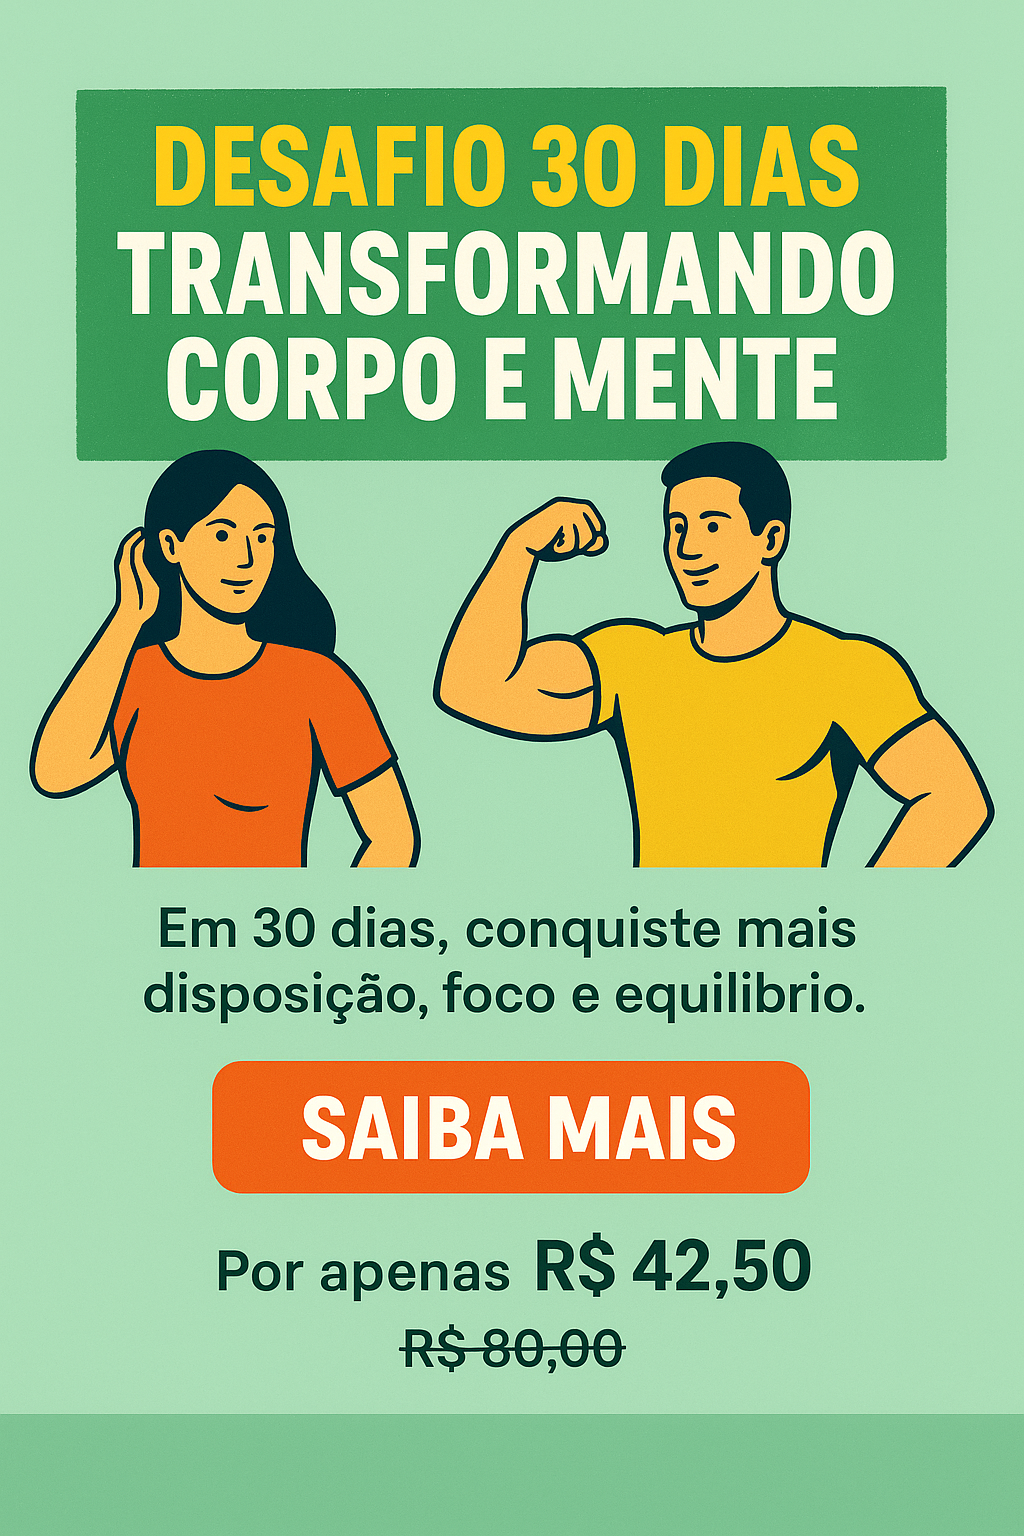 DESAFIO 30 DIAS
TRANSFORMANDO
CORPO E MENTE
Em 30 dias, conquiste mais
disposição, foco e equilibrio.
SAIBA MAIS
Por apenas R$ 42,50
R$ 80,00